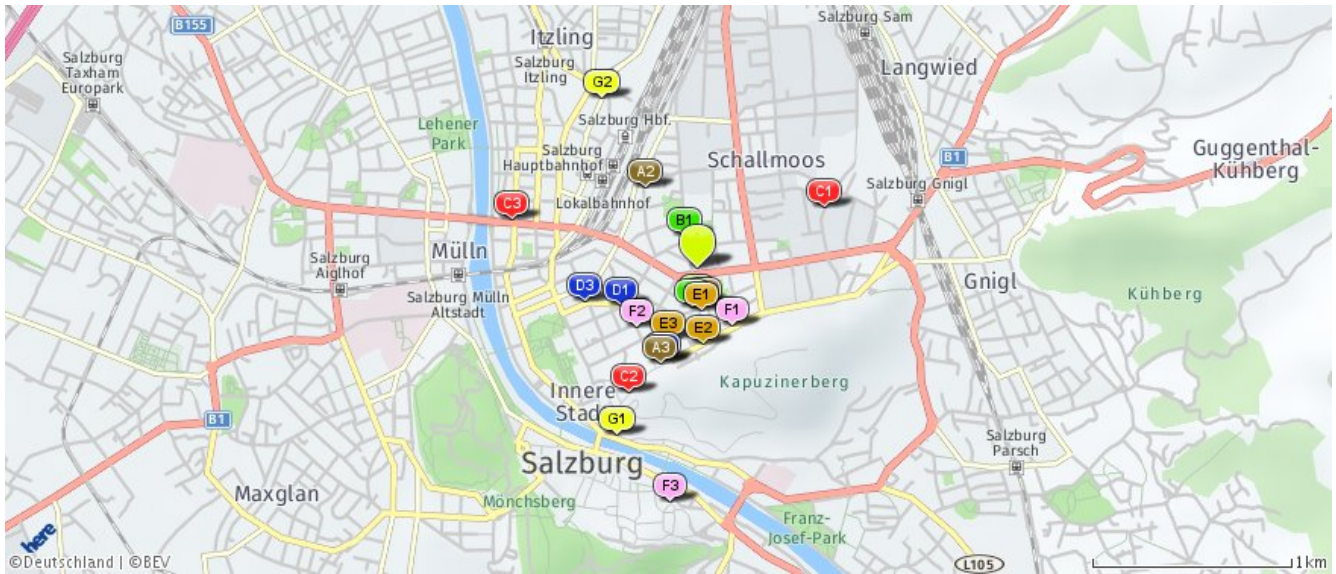 B155
Itzling
Salzburg Sam
Salzburg
Taxham
Europark
Salzburg
Itzling
Langwied
G2
Lehener
Park
Salzburg Hbf.
Salzburg
Hauptbahnhof
A2
Schallmoos
B1
Guggenthal-
Kühberg
Salzburg Gnigl
C1
C3
Lokalbahnhof
B1
Mülln
Salzburg
Aiglhof
Salzburg Mülln
Altstadt
D3
D1
E1
Gnigl
Kühberg
F2
F1
E3
E2
A3
C2
Kapuzinerberg
Innere
Stad
G1
B1
Salzburg
Parsch
Salzburg
Maxglan
Mönchsberg
F3
Franz-
Josef-Park
here
©Deutschland | ©BEV
L105
1km